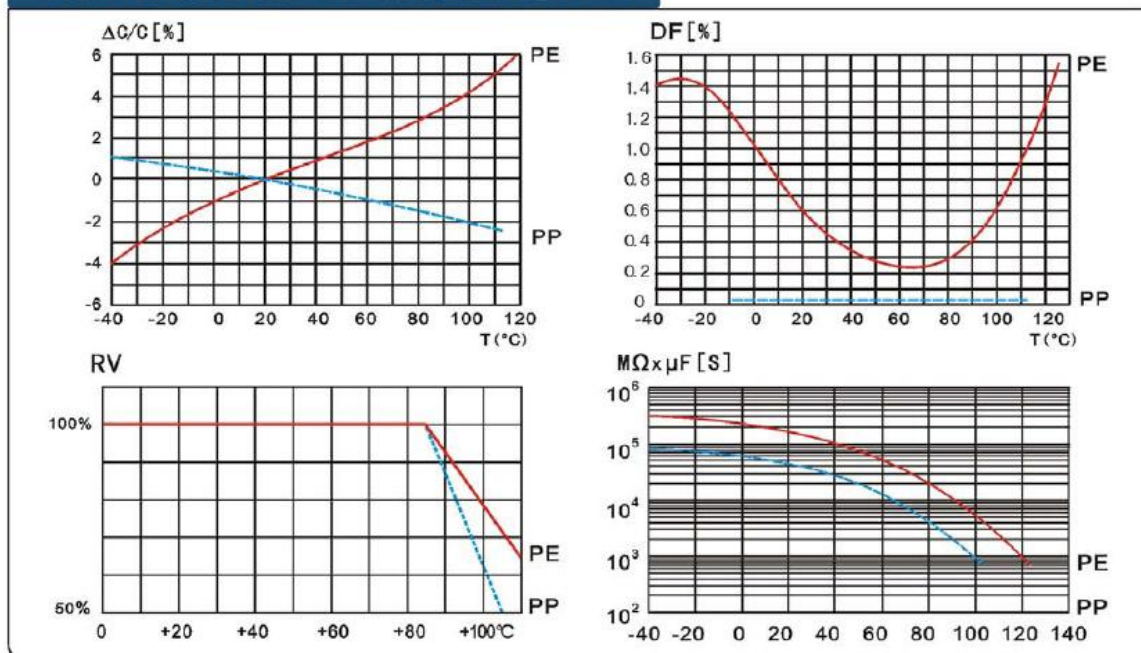 ΔC/C[%]
6
4
2
0
-2
-4
-6
PE
PP
-40 -20 0 20 40 60 80 100 120
T(°C)
DF[%]
1.6
1.4
1.2
1.0
0.8
0.6
0.4
0.2
0
PE
PP
-40 -20 0 20 40 60 80 100 120
T(°C)
RV
100%
50%
PE
PP
0 +20 +40 +60 +80 +100℃
MΩxμF[S]
10⁶
10⁵
10⁴
10³
10²
PE
PP
-40 -20 0 20 40 60 80 100 120 140